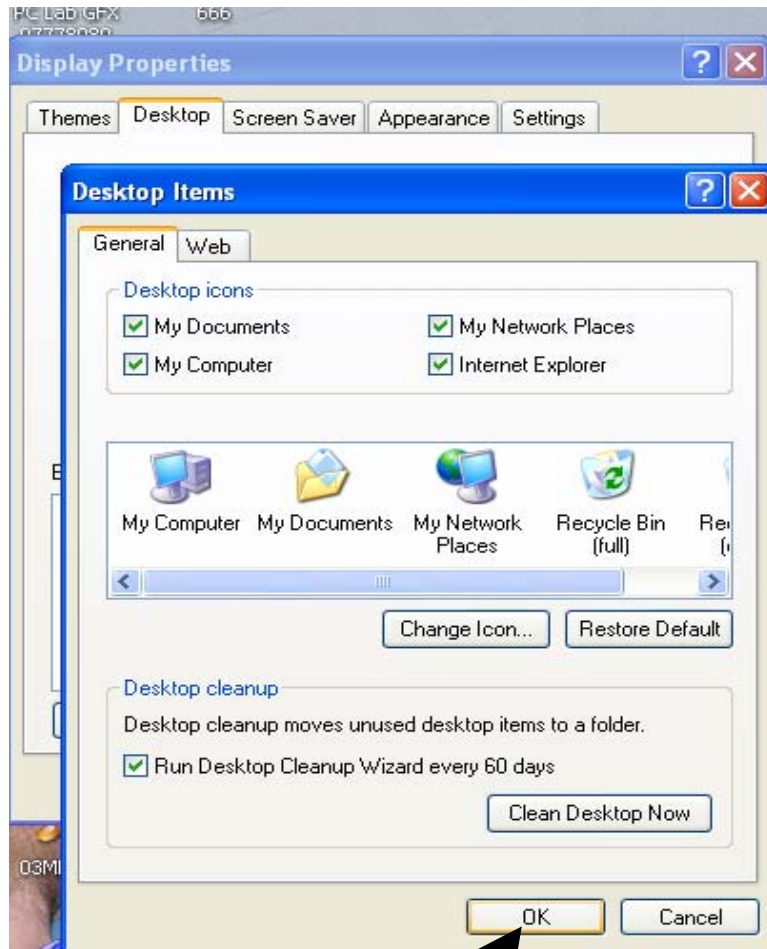 PC Lab GFX 666
07778080
Display Properties
Themes Desktop Screen Saver Appearance Settings
Desktop Items
General Web
Desktop icons
My Documents My Network Places
My Computer Internet Explorer
My Computer My Documents My Network Places Recycle Bin (full)
Change Icon... Restore Default
Desktop cleanup
Desktop cleanup moves unused desktop items to a folder.
Run Desktop Cleanup Wizard every 60 days
Clean Desktop Now
03MI
OK Cancel